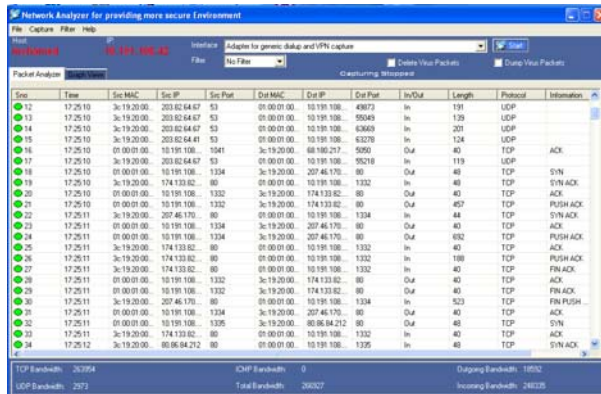 Network Analyzer for providing more secure Environment
File Capture Filter Help
Host IP: Interface Adapter for generic dialup and VPN capture Start
10.191.108.42
Filter No Filter Delete Virus Packets Dump Virus Packets
Packet Analyzer Graph View Capturing Stopped
Sno Time Src MAC Src IP Src Port Dst MAC Dst IP Dst Port In/Out Length Protocol Information
12 17:25:10 3c:19:20:00... 203.82.64.67 53 01:00:01:00... 10.191.108... 49873 In 191 UDP
13 17:25:10 3c:19:20:00... 203.82.64.67 53 01:00:01:00... 10.191.108... 55049 In 139 UDP
14 17:25:10 3c:19:20:00... 203.82.64.67 53 01:00:01:00... 10.191.108... 63669 In 201 UDP
15 17:25:10 3c:19:20:00... 203.82.64.41 53 01:00:01:00... 10.191.108... 63278 In 124 UDP
16 17:25:10 01:00:01:00... 10.191.108... 1041 3c:19:20:00... 68.180.217... 5050 Out 40 TCP ACK
17 17:25:10 3c:19:20:00... 203.82.64.67 53 01:00:01:00... 10.191.108... 55218 In 119 UDP
18 17:25:10 01:00:01:00... 10.191.108... 1334 3c:19:20:00... 207.46.170... 80 Out 48 TCP SYN
19 17:25:10 3c:19:20:00... 174.133.82... 80 01:00:01:00... 10.191.108... 1332 In 48 TCP SYN ACK
20 17:25:10 01:00:01:00... 10.191.108... 1332 3c:19:20:00... 174.133.82... 80 Out 40 TCP ACK
21 17:25:10 01:00:01:00... 10.191.108... 1332 3c:19:20:00... 174.133.82... 80 Out 457 TCP PUSH ACK
22 17:25:11 3c:19:20:00... 207.46.170... 80 01:00:01:00... 10.191.108... 1334 In 44 TCP SYN ACK
23 17:25:11 01:00:01:00... 10.191.108... 1334 3c:19:20:00... 207.46.170... 80 Out 40 TCP ACK
24 17:25:11 01:00:01:00... 10.191.108... 1334 3c:19:20:00... 207.46.170... 80 Out 692 TCP PUSH ACK
25 17:25:11 3c:19:20:00... 174.133.82... 80 01:00:01:00... 10.191.108... 1332 In 40 TCP ACK
26 17:25:11 3c:19:20:00... 174.133.82... 80 01:00:01:00... 10.191.108... 1332 In 188 TCP PUSH ACK
27 17:25:11 3c:19:20:00... 174.133.82... 80 01:00:01:00... 10.191.108... 1332 In 40 TCP FIN ACK
28 17:25:11 01:00:01:00... 10.191.108... 1332 3c:19:20:00... 174.133.82... 80 Out 40 TCP ACK
29 17:25:11 01:00:01:00... 10.191.108... 1332 3c:19:20:00... 174.133.82... 80 Out 40 TCP FIN ACK
30 17:25:11 3c:19:20:00... 207.46.170... 80 01:00:01:00... 10.191.108... 1334 In 523 TCP FIN PUSH ...
31 17:25:11 01:00:01:00... 10.191.108... 1334 3c:19:20:00... 207.46.170... 80 Out 40 TCP ACK
32 17:25:11 01:00:01:00... 10.191.108... 1335 3c:19:20:00... 80.86.84.212 80 Out 48 TCP SYN
33 17:25:11 3c:19:20:00... 174.133.82... 80 01:00:01:00... 10.191.108... 1332 In 40 TCP ACK
34 17:25:12 3c:19:20:00... 80.86.84.212 80 01:00:01:00... 10.191.108... 1335 In 48 TCP SYN ACK
TCP Bandwidth: 263954 ICMP Bandwidth: 0 Outgoing Bandwidth: 18592
UDP Bandwidth: 2973 Total Bandwidth: 266927 Incoming Bandwidth: 248335